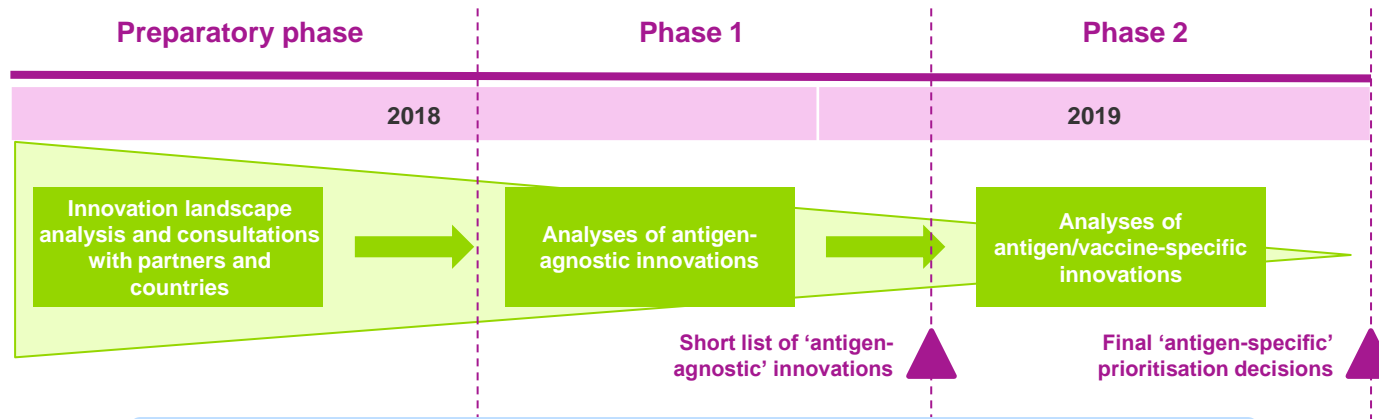 Preparatory phase
Phase 1
Phase 2
2018
2019
Innovation landscape
analysis and consultations
with partners and
countries
Analyses of antigen-
agnostic innovations
Analyses of
antigen/vaccine-specific
innovations
Short list of ‘antigen-
agnostic’ innovations
Final ‘antigen-specific’
prioritisation decisions